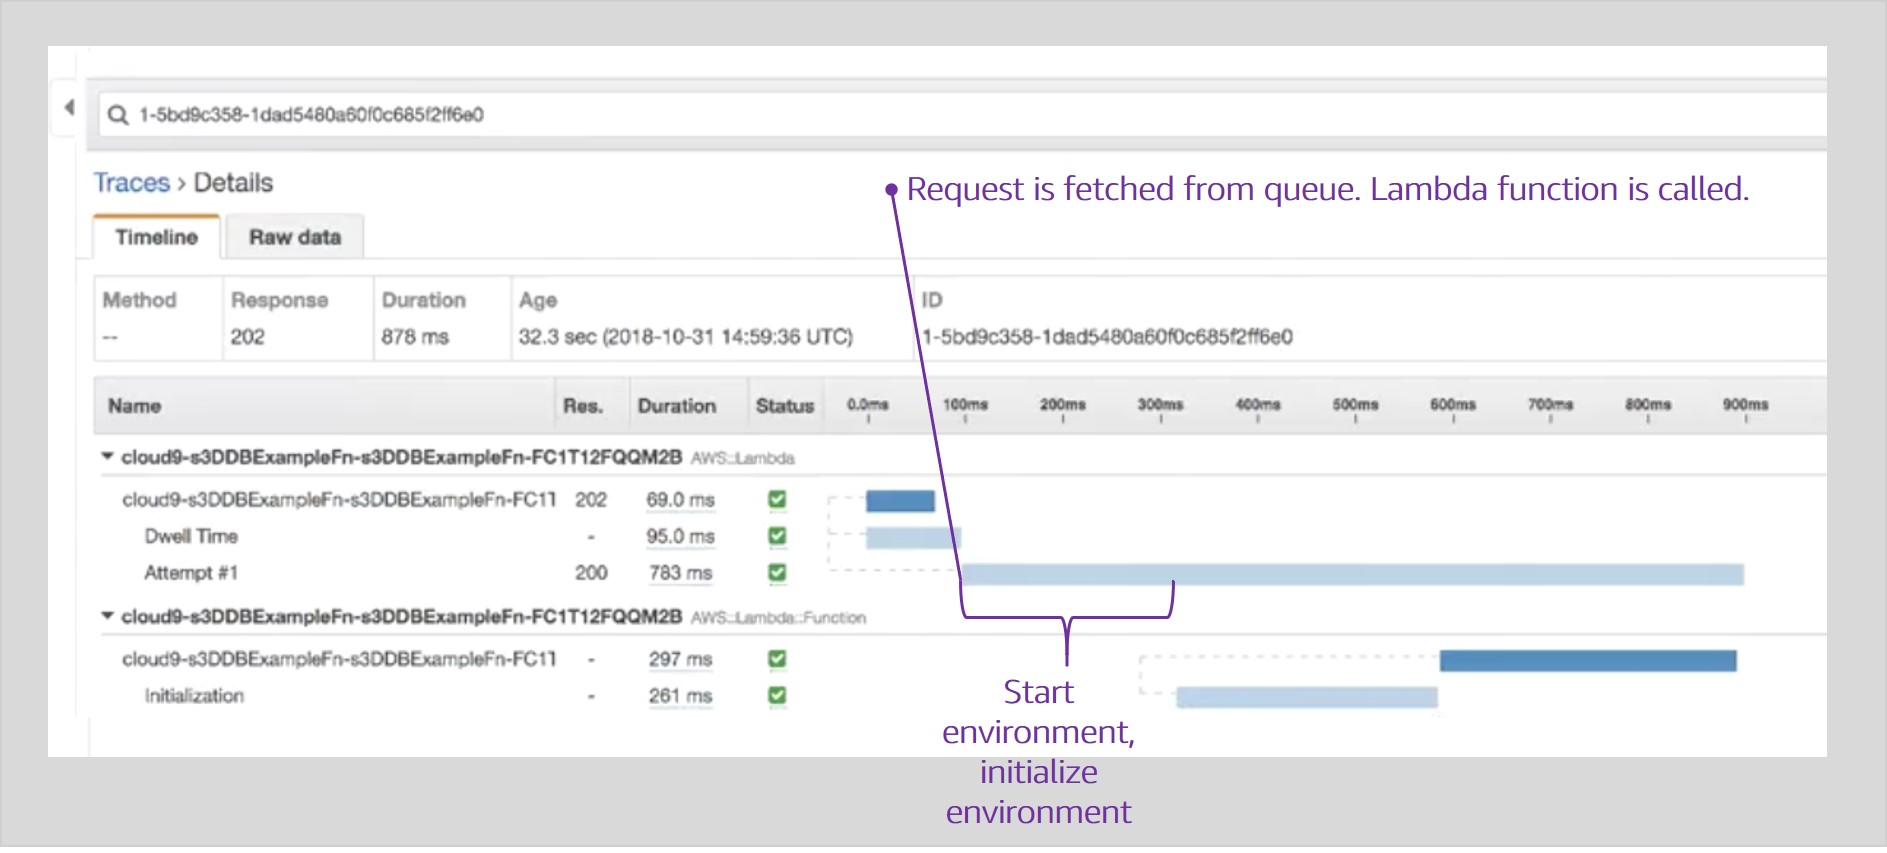 1-5bd9c358-1dad5480a60f0c685f2ff6e0
Traces > Details
Request is fetched from queue. Lambda function is called.
Timeline Raw data
Method Response Duration Age ID
-- 202 878 ms 32.3 sec (2018-10-31 14:59:36 UTC) 1-5bd9c358-1dad5480a60f0c685f2ff6e0
Name Res. Duration Status 0.0ms 100ms 200ms 300ms 400ms 500ms 600ms 700ms 800ms 900ms
cloud9-s3DDBExampleFn-s3DDBExampleFn-FC1T12FQQM2B AWS::Lambda
cloud9-s3DDBExampleFn-s3DDBExampleFn-FC1T 202 69.0 ms
Dwell Time - 95.0 ms
Attempt #1 200 783 ms
cloud9-s3DDBExampleFn-s3DDBExampleFn-FC1T12FQQM2B AWS::Lambda::Function
cloud9-s3DDBExampleFn-s3DDBExampleFn-FC1T - 297 ms
Initialization - 261 ms
Start
environment,
initialize
environment